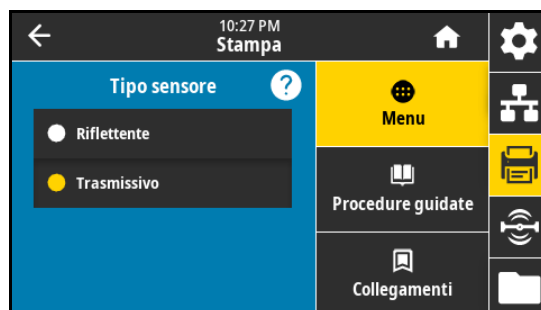 10:27 PM
Stampa
Tipo sensore
?
Riflettente
Trasmissivo
Menu
Procedure guidate
Collegamenti